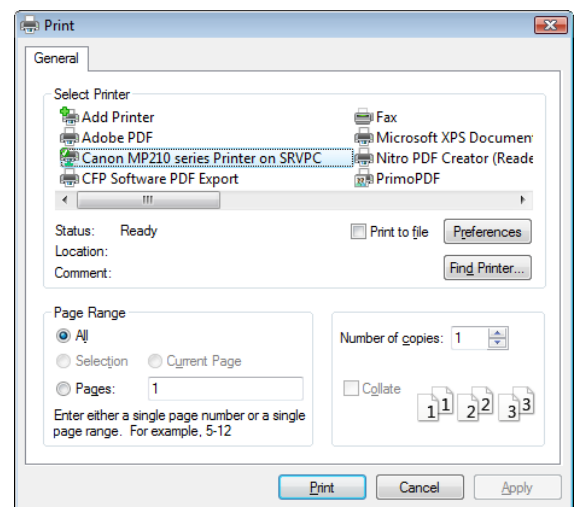 Print
General
Select Printer
Add Printer
Adobe PDF
Canon MP210 series Printer on SRVPC
CFP Software PDF Export
Fax
Microsoft XPS Documen
Nitro PDF Creator (Reade
PrimoPDF
Status: Ready
Location:
Comment:
Print to file
Preferences
Find Printer...
Page Range
All
Selection
Current Page
Pages: 1
Enter either a single page number or a single
page range. For example, 5-12
Number of copies: 1
Collate
1 1 2 2 3 3
Print
Cancel
Apply